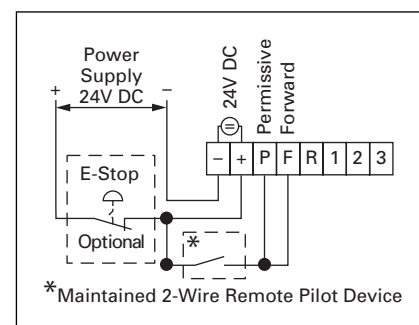 Power
Supply
24V DC
+ −
24V DC
Permissive
Forward
− + P F R 1 2 3
E-Stop
Optional
*
*Maintained 2-Wire Remote Pilot Device